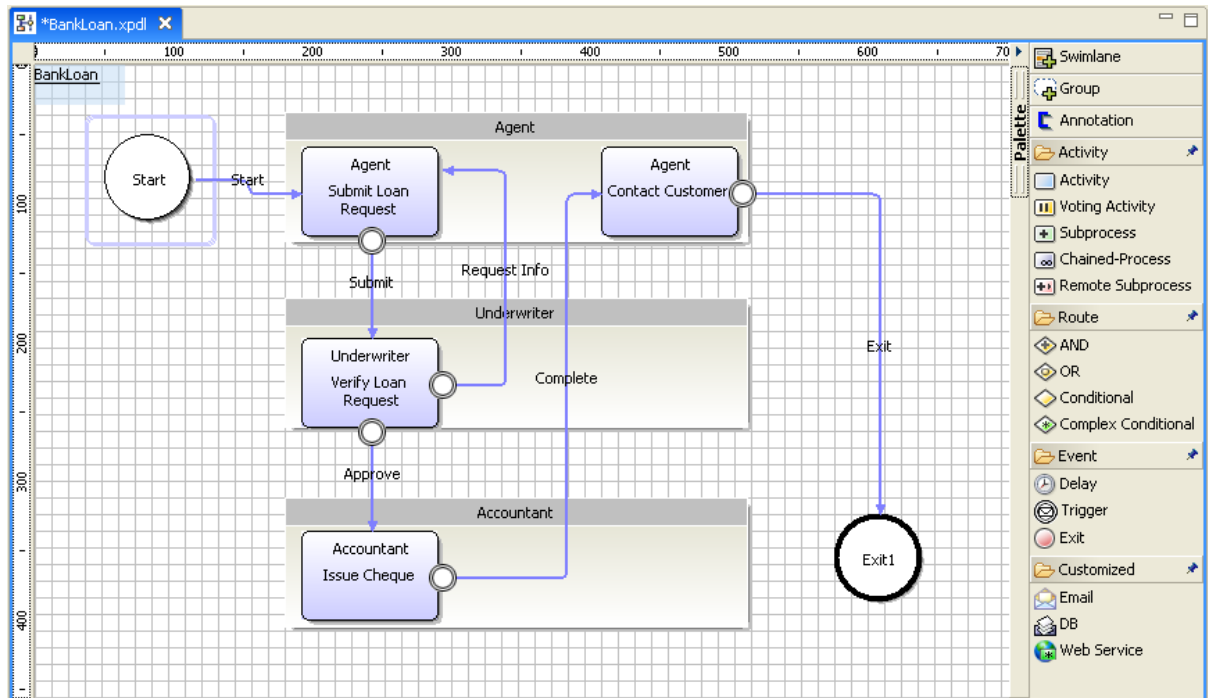 *BankLoan.xpdl
100 200 300 400 500 600 70
BankLoan
Start
Start
Agent
Agent
Submit Loan
Request
Agent
Contact Customer
Submit
Request Info
Underwriter
Underwriter
Verify Loan
Request
Complete
Exit
Approve
Accountant
Accountant
Issue Cheque
Exit1
0
100
200
300
400
Palette
Swimlane
Group
Annotation
Activity
Activity
Voting Activity
Subprocess
Chained-Process
Remote Subprocess
Route
AND
OR
Conditional
Complex Conditional
Event
Delay
Trigger
Exit
Customized
Email
DB
Web Service